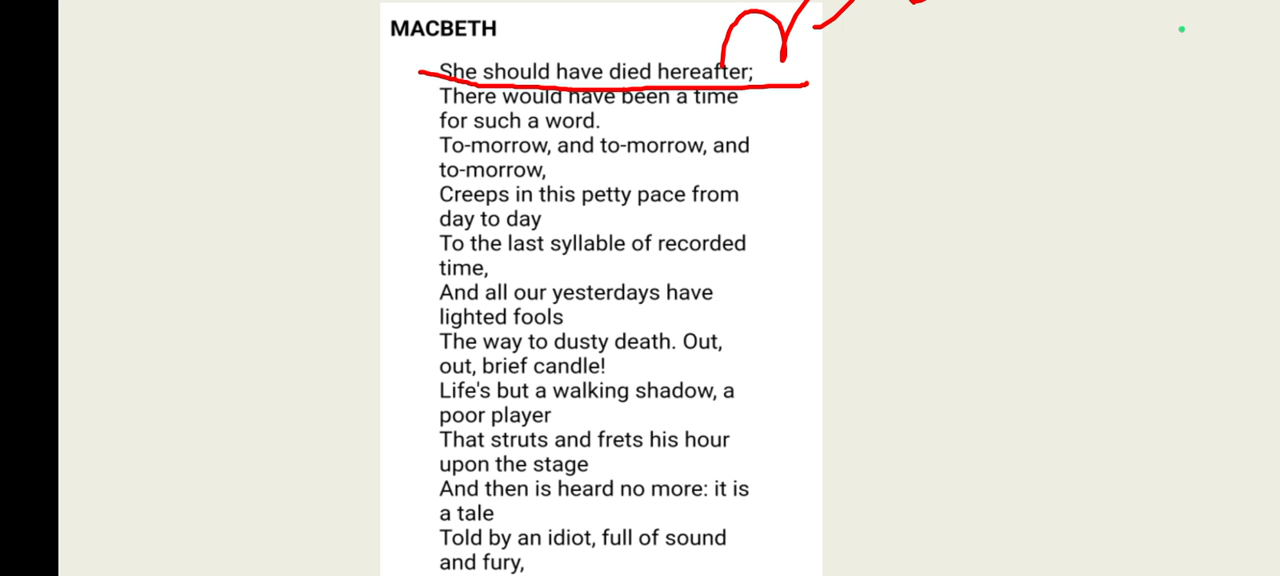 MACBETH
She should have died hereafter;
There would have been a time
for such a word.
To-morrow, and to-morrow, and
to-morrow,
Creeps in this petty pace from
day to day
To the last syllable of recorded
time,
And all our yesterdays have
lighted fools
The way to dusty death. Out,
out, brief candle!
Life's but a walking shadow, a
poor player
That struts and frets his hour
upon the stage
And then is heard no more: it is
a tale
Told by an idiot, full of sound
and fury,